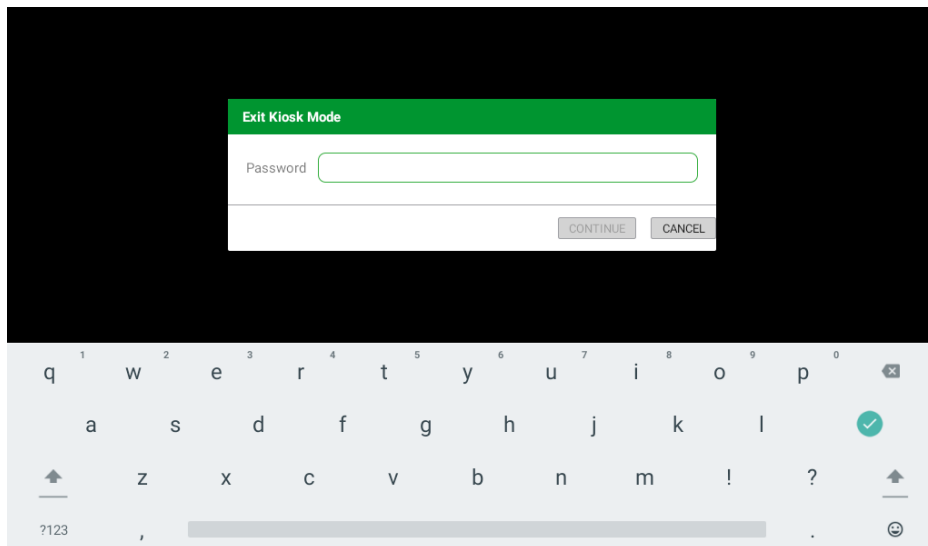 Exit Kiosk Mode
Password
CONTINUE CANCEL
1 2 3 4 5 6 7 8 9 0
q w e r t y u i o p
a s d f g h j k l
z x c v b n m ! ?
?123 , .